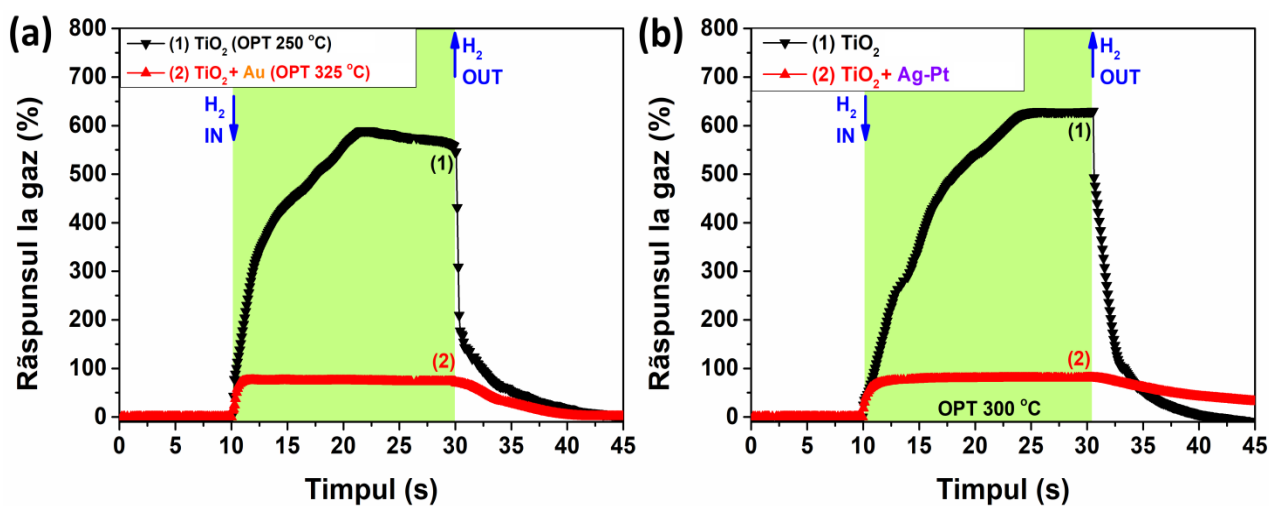 (a)
(1) TiO2 (OPT 250 °C)
(2) TiO2 + Au (OPT 325 °C)
H2
IN
H2
OUT
(1)
(2)
800
700
600
500
400
300
200
100
0
0 5 10 15 20 25 30 35 40 45
Răspunsul la gaz (%)
Timpul (s)
(b)
(1) TiO2
(2) TiO2 + Ag-Pt
H2
IN
H2
OUT
(1)
(2)
OPT 300 °C
800
700
600
500
400
300
200
100
0
0 5 10 15 20 25 30 35 40 45
Rãspunsul la gaz (%)
Timpul (s)